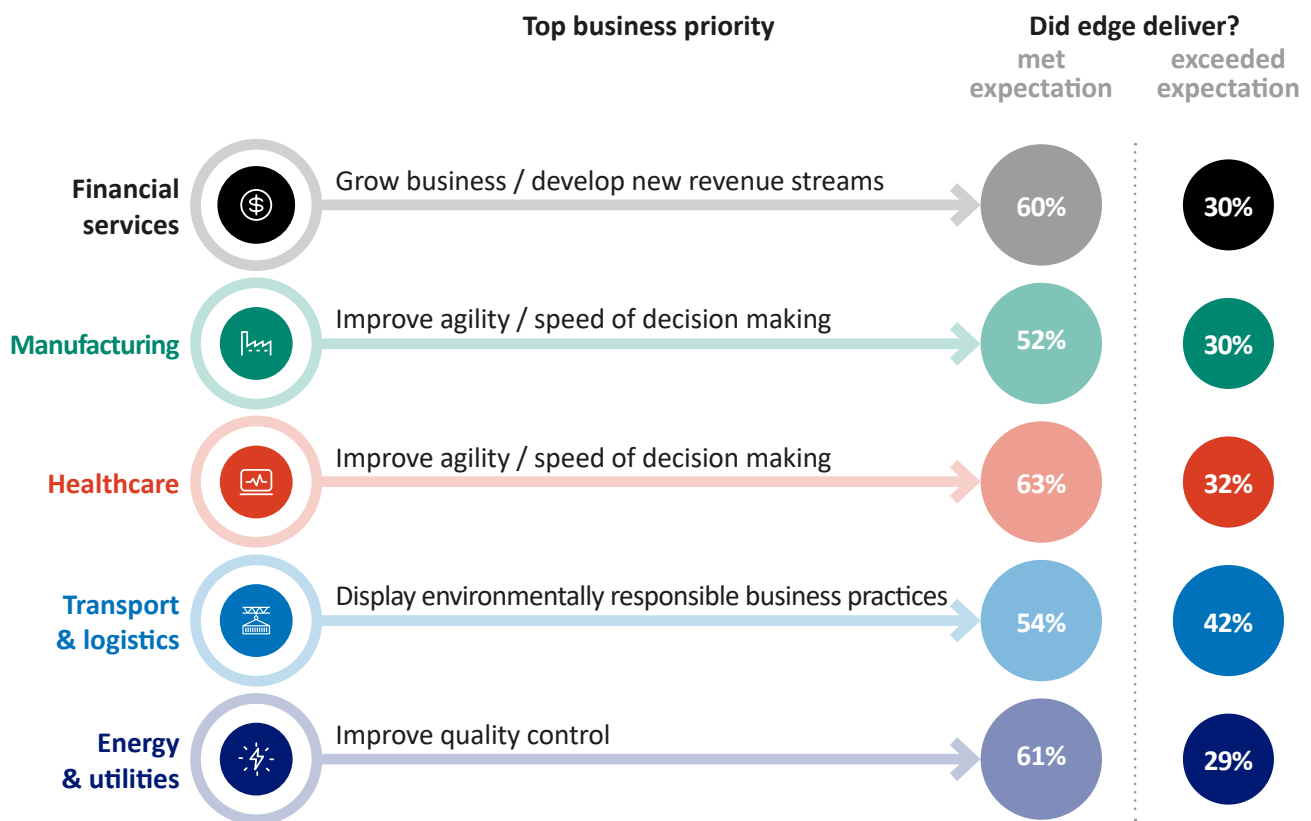 Top business priority
Did edge deliver?
met
expectation
exceeded
expectation
Financial
services
Grow business / develop new revenue streams
60%
30%
Manufacturing
Improve agility / speed of decision making
52%
30%
Healthcare
Improve agility / speed of decision making
63%
32%
Transport
& logistics
Display environmentally responsible business practices
54%
42%
Energy
& utilities
Improve quality control
61%
29%